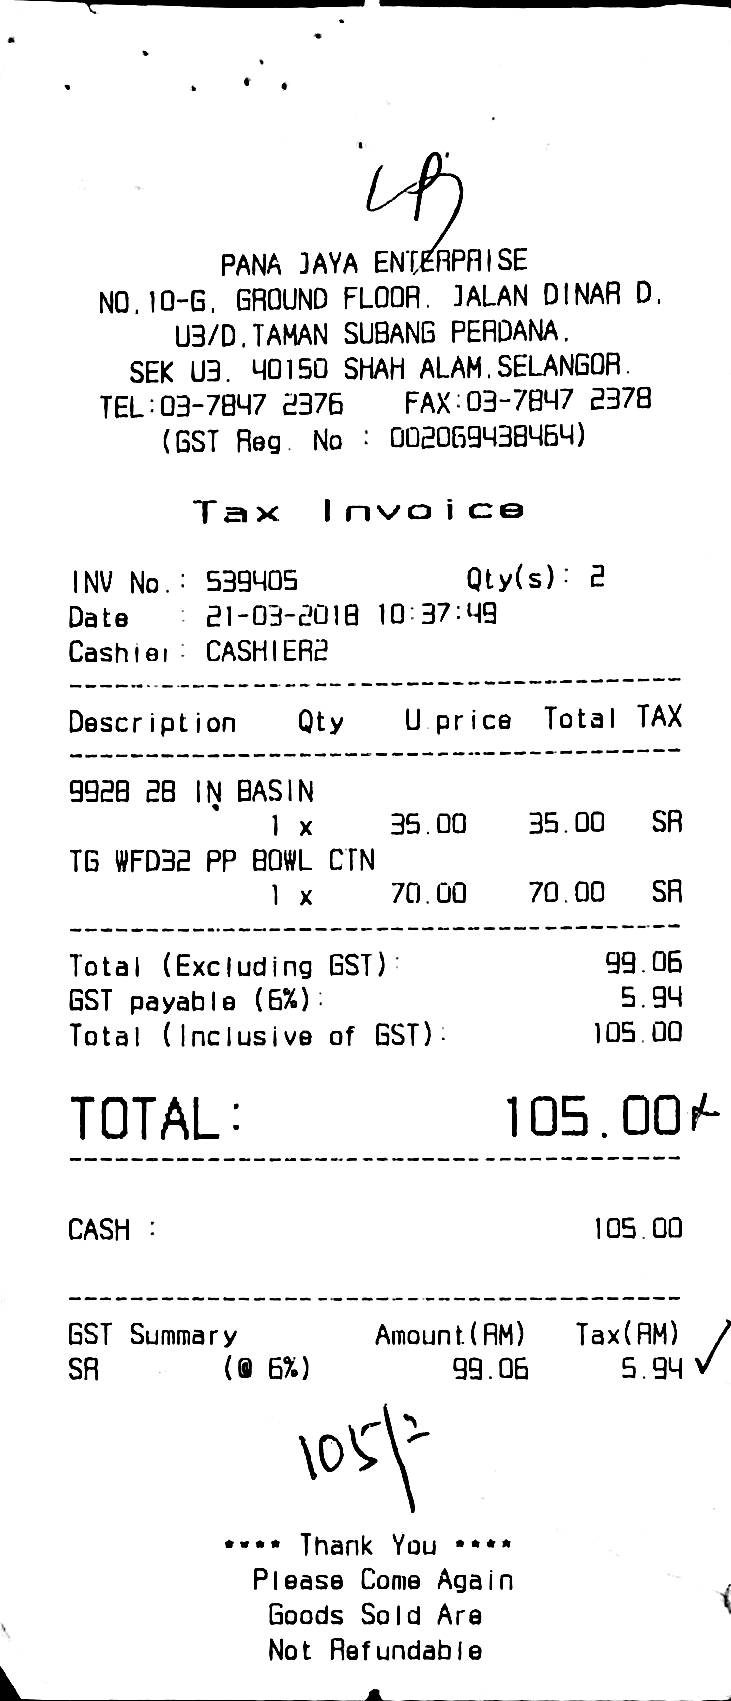 PANA JAYA ENTERPRISE
NO.10-G, GROUND FLOOR, JALAN DINAR D,
U3/D,TAMAN SUBANG PERDANA,
SEK U3, 40150 SHAH ALAM,SELANGOR.
TEL:03-7847 2376 FAX:03-7847 2378
(GST Reg. No : 002069438464)
Tax Invoice
INV No.: 539405 Qty(s): 2
Date : 21-03-2018 10:37:49
Cashier: CASHIER2
Description Qty U.price Total TAX
9928 28 IN BASIN
1 x 35.00 35.00 SR
TG WFD32 PP BOWL CTN
1 x 70.00 70.00 SR
Total (Excluding GST): 99.06
GST payable (6%): 5.94
Total (Inclusive of GST): 105.00
TOTAL: 105.00
CASH : 105.00
GST Summary Amount(RM) Tax(RM)
SR (@ 6%) 99.06 5.94
105/=
**** Thank You ****
Please Come Again
Goods Sold Are
Not Refundable